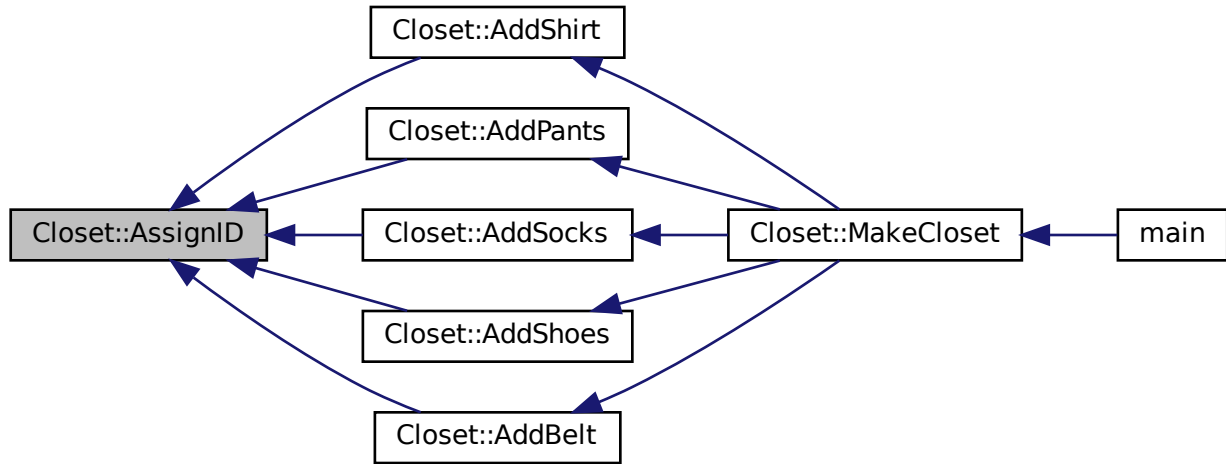 Closet::AddShirt
Closet::AddPants
Closet::AssignID
Closet::AddSocks
Closet::MakeCloset
main
Closet::AddShoes
Closet::AddBelt